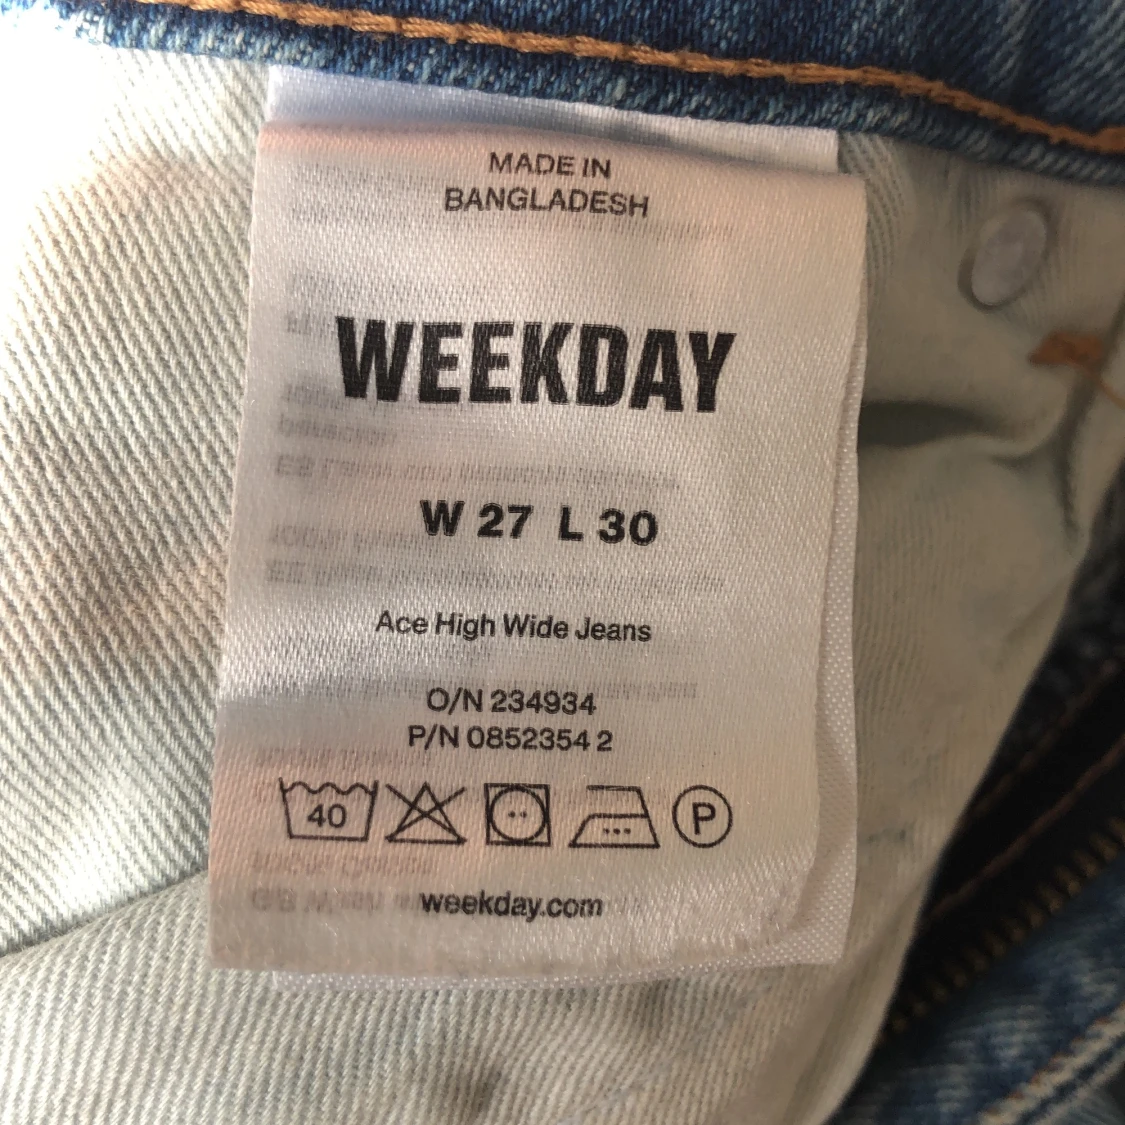 MADE IN
BANGLADESH
WEEKDAY
W 27 L 30
Ace High Wide Jeans
O/N 234934
P/N 0852354 2
40 P
weekday.com